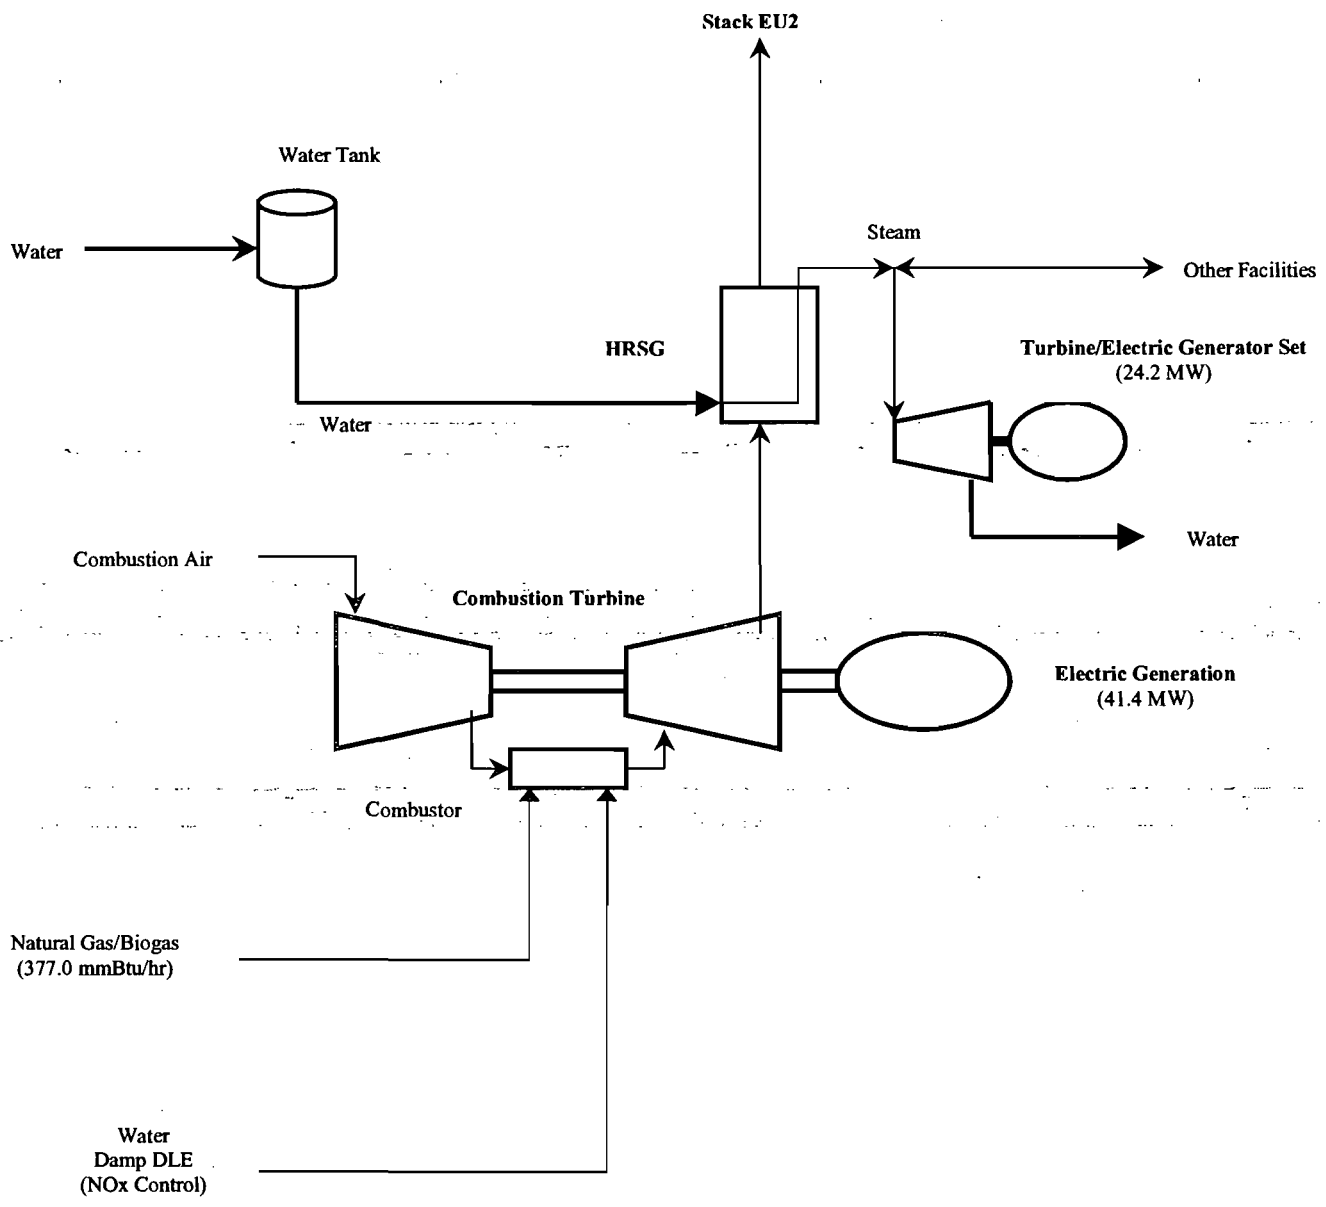 Stack EU2
Water Tank
Water
Steam
Other Facilities
HRSG
Turbine/Electric Generator Set
(24.2 MW)
Water
Water
Combustion Air
Combustion Turbine
Electric Generation
(41.4 MW)
Combustor
Natural Gas/Biogas
(377.0 mmBtu/hr)
Water
Damp DLE
(NOx Control)